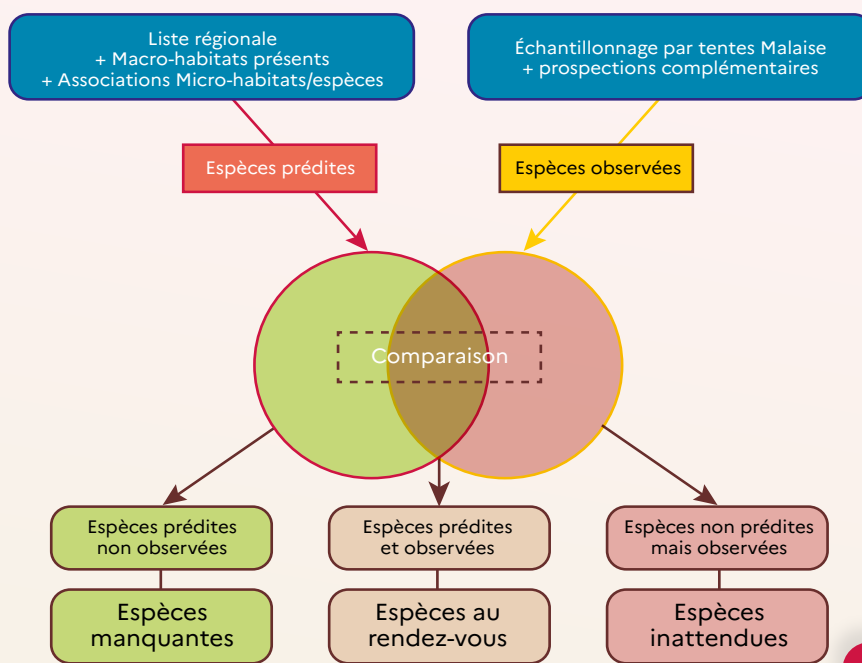 Liste régionale
+ Macro-habitats présents
+ Associations Micro-habitats/espèces
Échantillonnage par tentes Malaise
+ prospections complémentaires
Espèces prédites
Espèces observées
Comparaison
Espèces prédites
non observées
Espèces prédites
et observées
Espèces non prédites
mais observées
Espèces
manquantes
Espèces au
rendez-vous
Espèces
inattendues